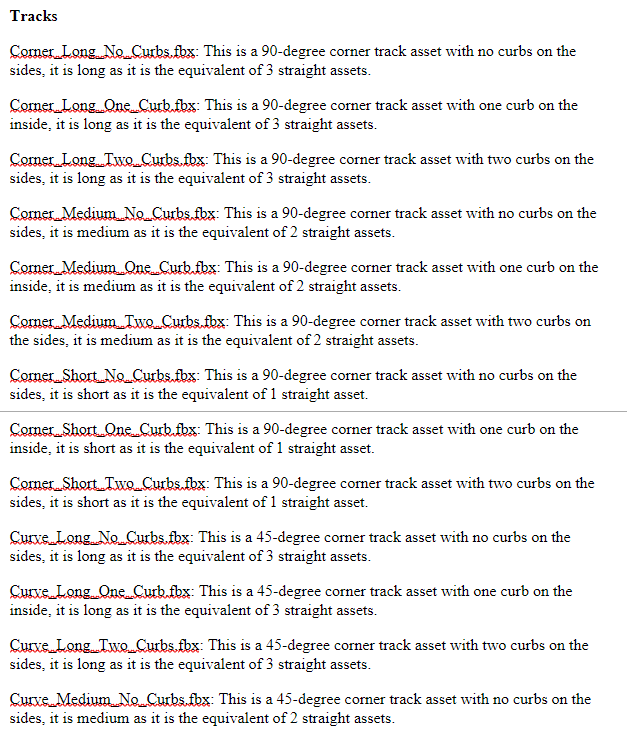 Tracks
Corner_Long_No_Curbs.fbx: This is a 90-degree corner track asset with no curbs on the
sides, it is long as it is the equivalent of 3 straight assets.
Corner_Long_One_Curb.fbx: This is a 90-degree corner track asset with one curb on the
inside, it is long as it is the equivalent of 3 straight assets.
Corner_Long_Two_Curbs.fbx: This is a 90-degree corner track asset with two curbs on the
sides, it is long as it is the equivalent of 3 straight assets.
Corner_Medium_No_Curbs.fbx: This is a 90-degree corner track asset with no curbs on the
sides, it is medium as it is the equivalent of 2 straight assets.
Corner_Medium_One_Curb.fbx: This is a 90-degree corner track asset with one curb on the
inside, it is medium as it is the equivalent of 2 straight assets.
Corner_Medium_Two_Curbs.fbx: This is a 90-degree corner track asset with two curbs on
the sides, it is medium as it is the equivalent of 2 straight assets.
Corner_Short_No_Curbs.fbx: This is a 90-degree corner track asset with no curbs on the
sides, it is short as it is the equivalent of 1 straight asset.
Corner_Short_One_Curb.fbx: This is a 90-degree corner track asset with one curb on the
inside, it is short as it is the equivalent of 1 straight asset.
Corner_Short_Two_Curbs.fbx: This is a 90-degree corner track asset with two curbs on the
sides, it is short as it is the equivalent of 1 straight asset.
Curve_Long_No_Curbs.fbx: This is a 45-degree corner track asset with no curbs on the
sides, it is long as it is the equivalent of 3 straight assets.
Curve_Long_One_Curb.fbx: This is a 45-degree corner track asset with one curb on the
inside, it is long as it is the equivalent of 3 straight assets.
Curve_Long_Two_Curbs.fbx: This is a 45-degree corner track asset with two curbs on the
sides, it is long as it is the equivalent of 3 straight assets.
Curve_Medium_No_Curbs.fbx: This is a 45-degree corner track asset with no curbs on the
sides, it is medium as it is the equivalent of 2 straight assets.